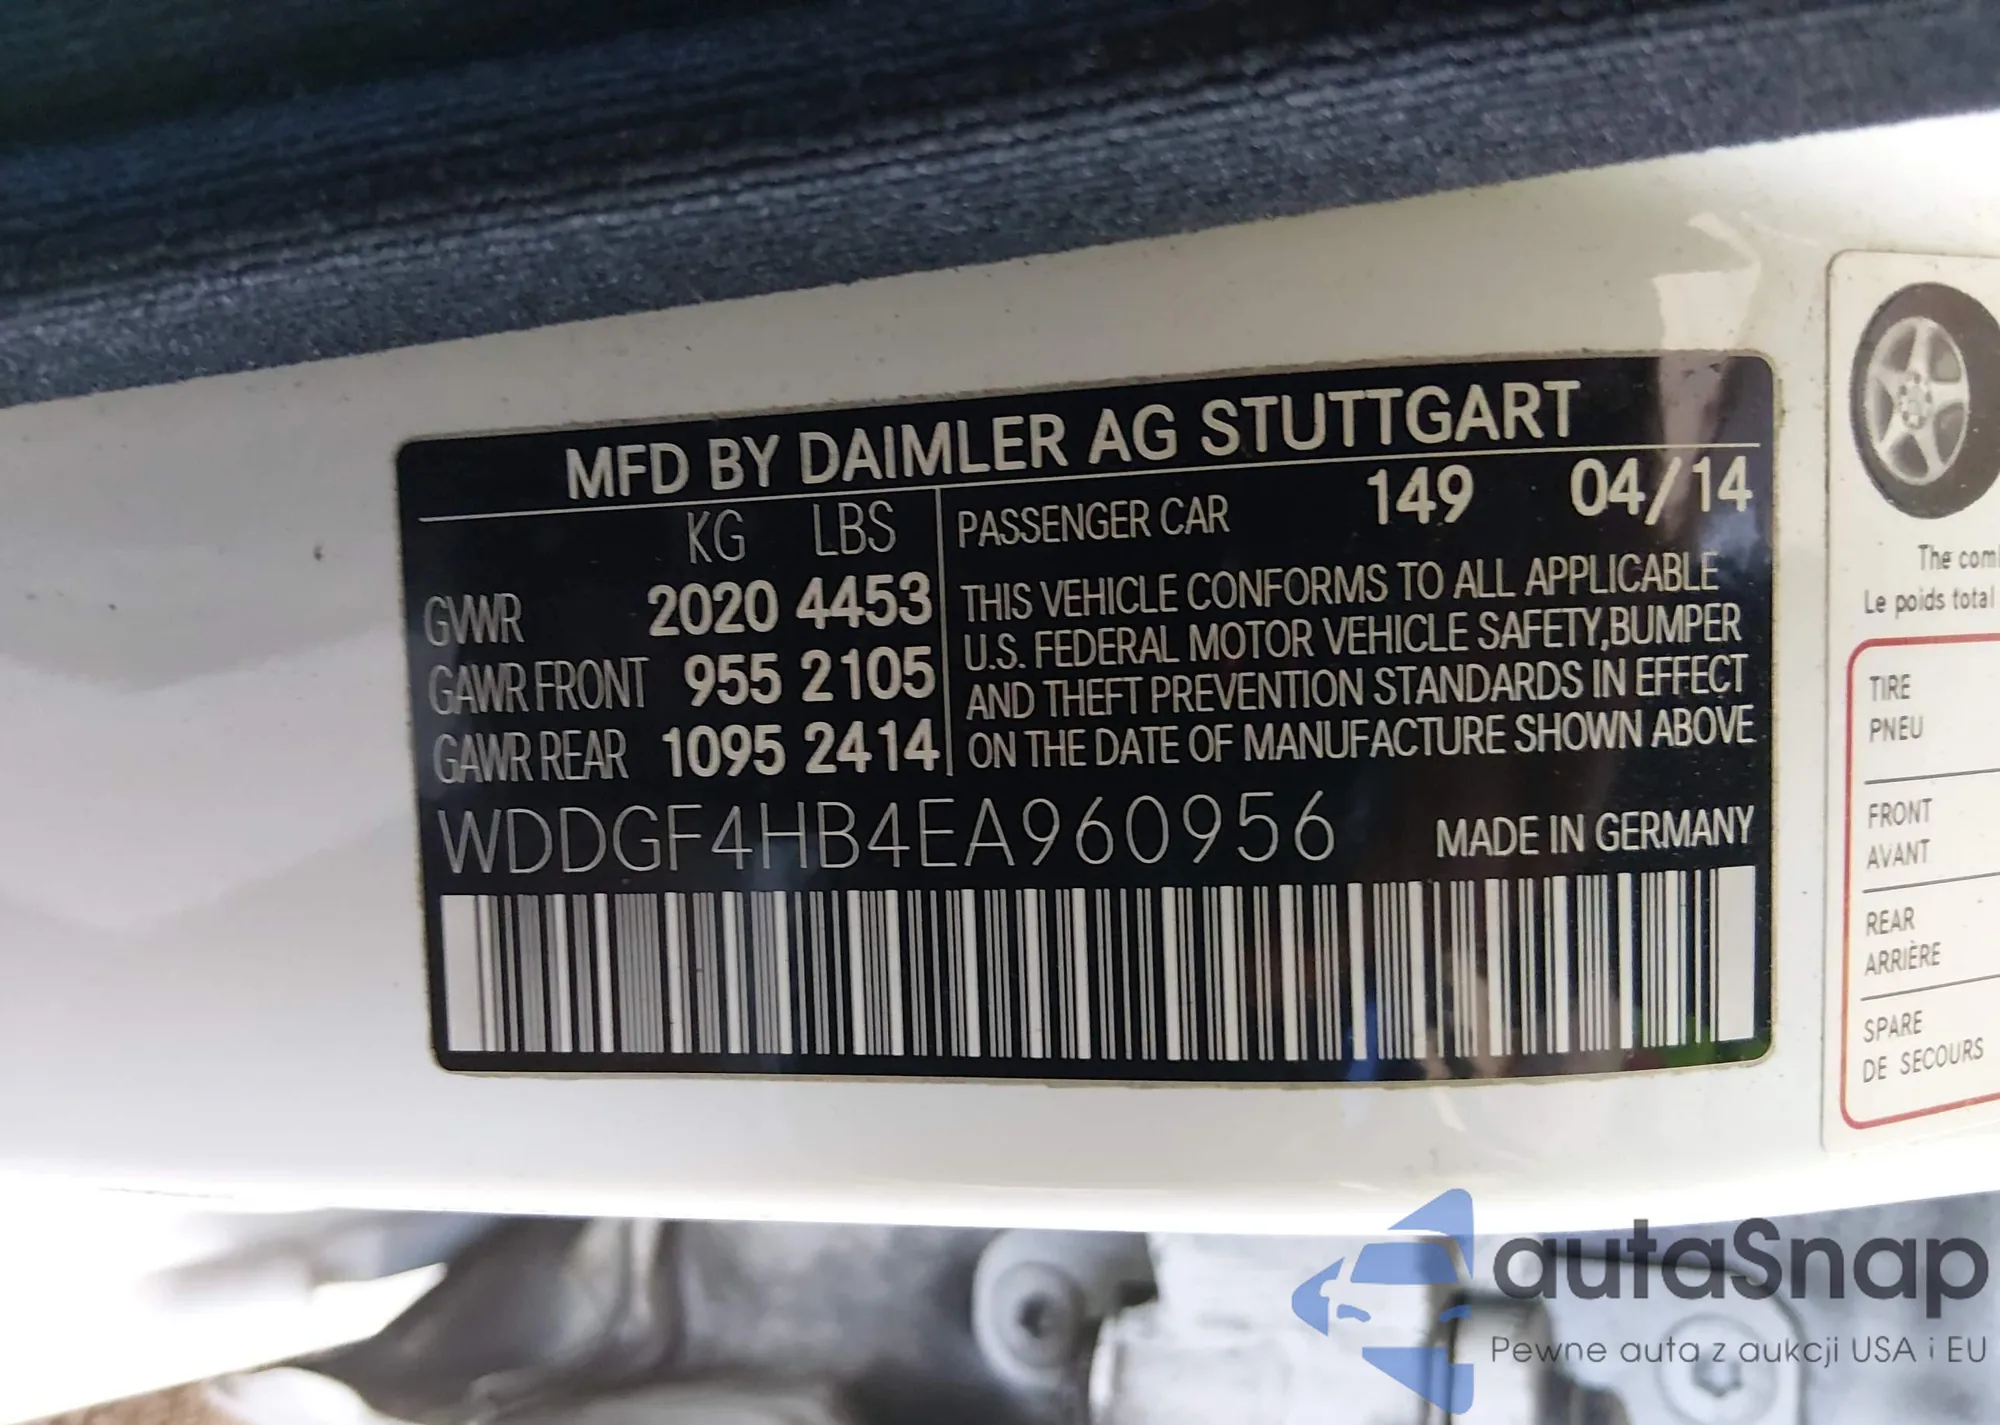 MFD BY DAIMLER AG STUTTGART
KG LBS
GVWR 2020 4453
GAWR FRONT 955 2105
GAWR REAR 1095 2414
PASSENGER CAR 149 04/14
THIS VEHICLE CONFORMS TO ALL APPLICABLE
U.S. FEDERAL MOTOR VEHICLE SAFETY,BUMPER
AND THEFT PREVENTION STANDARDS IN EFFECT
ON THE DATE OF MANUFACTURE SHOWN ABOVE
WDDGF4HB4EA960956 MADE IN GERMANY
The
Le poids total
TIRE
PNEU
FRONT
AVANT
REAR
ARRIÈRE
SPARE
DE SECOURS
autaSnap
Pewne auta z aukcji USA i EU